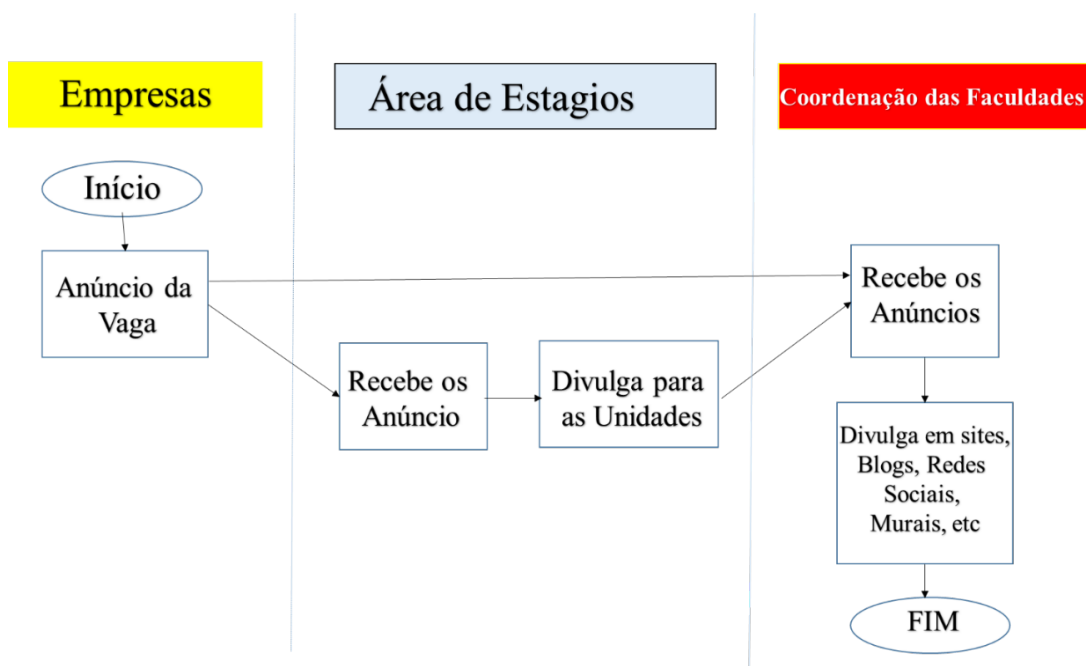 Empresas
Área de Estagios
Coordenação das Faculdades
Início
Anúncio da
Vaga
Recebe os
Anúncio
Divulga para
as Unidades
Recebe os
Anúncios
Divulga em sites,
Blogs, Redes
Sociais,
Murais, etc
FIM